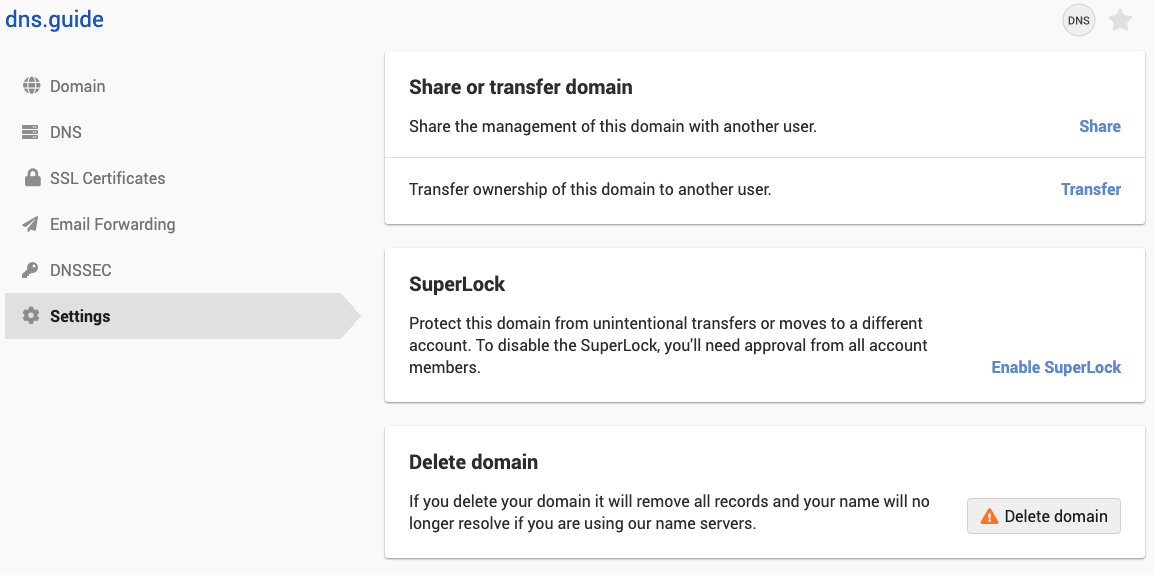 dns.guide
DNS
Domain
DNS
SSL Certificates
Email Forwarding
DNSSEC
Settings
Share or transfer domain
Share the management of this domain with another user.
Share
Transfer ownership of this domain to another user.
Transfer
SuperLock
Protect this domain from unintentional transfers or moves to a different
account. To disable the SuperLock, you'll need approval from all account
members.
Enable SuperLock
Delete domain
If you delete your domain it will remove all records and your name will no
longer resolve if you are using our name servers.
Delete domain